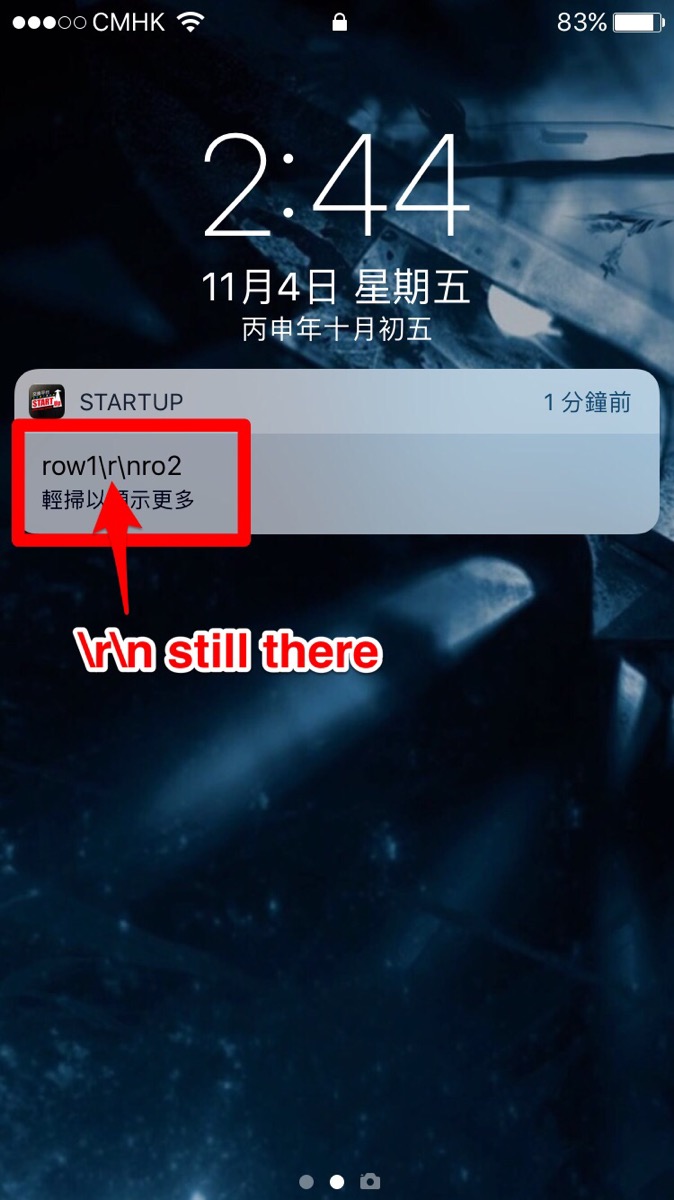 CMHK
83%
2:44
11月4日 星期五
丙申年十月初五
STARTUP
1 分鐘前
row1\r\nro2
輕掃以顯示更多
\r\n still there